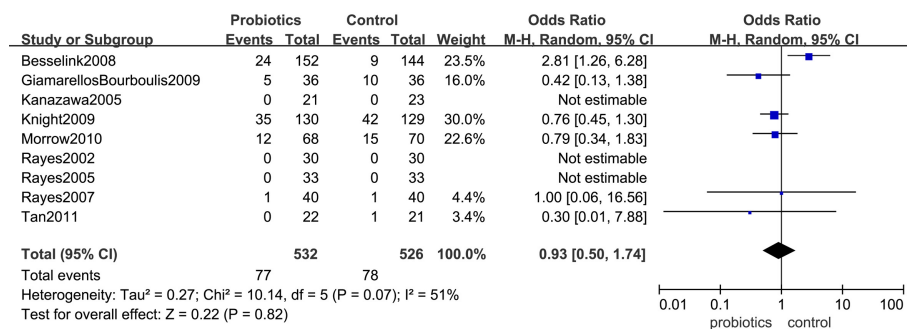 Probiotics Control Odds Ratio Odds Ratio
Study or Subgroup Events Total Events Total Weight M-H, Random, 95% CI M-H, Random, 95% CI
Besselink2008 24 152 9 144 23.5% 2.81 [1.26, 6.28]
GiamarellosBourboulis2009 5 36 10 36 16.0% 0.42 [0.13, 1.38]
Kanazawa2005 0 21 0 23 Not estimable
Knight2009 35 130 42 129 30.0% 0.76 [0.45, 1.30]
Morrow2010 12 68 15 70 22.6% 0.79 [0.34, 1.83]
Rayes2002 0 30 0 30 Not estimable
Rayes2005 0 33 0 33 Not estimable
Rayes2007 1 40 1 40 4.4% 1.00 [0.06, 16.56]
Tan2011 0 22 1 21 3.4% 0.30 [0.01, 7.88]
Total (95% CI) 532 526 100.0% 0.93 [0.50, 1.74]
Total events 77 78
Heterogeneity: Tau² = 0.27; Chi² = 10.14, df = 5 (P = 0.07); I² = 51%
Test for overall effect: Z = 0.22 (P = 0.82)
0.01 0.1 1 10 100
probiotics control